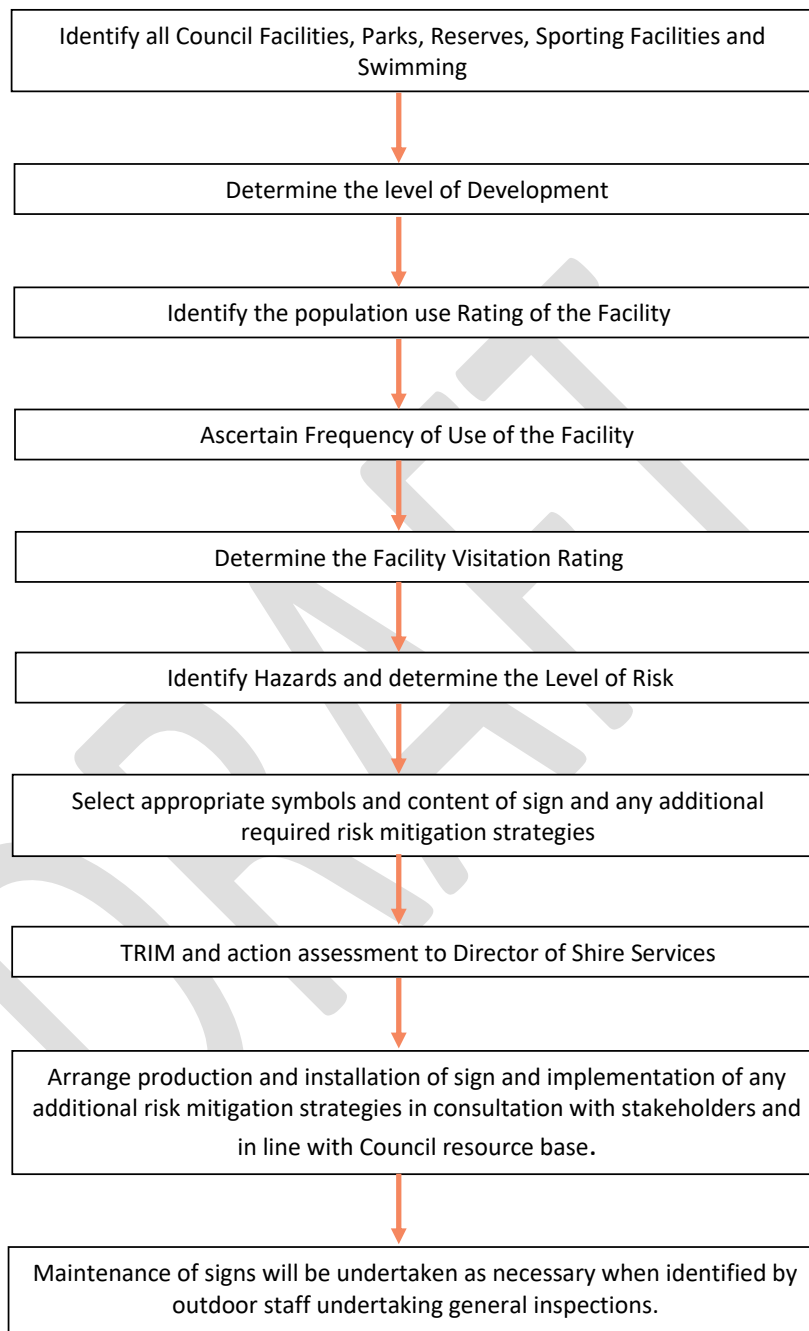 Identify all Council Facilities, Parks, Reserves, Sporting Facilities and
Swimming
Determine the level of Development
Identify the population use Rating of the Facility
Ascertain Frequency of Use of the Facility
Determine the Facility Visitation Rating
Identify Hazards and determine the Level of Risk
Select appropriate symbols and content of sign and any additional
required risk mitigation strategies
TRIM and action assessment to Director of Shire Services
Arrange production and installation of sign and implementation of any
additional risk mitigation strategies in consultation with stakeholders and
in line with Council resource base.
Maintenance of signs will be undertaken as necessary when identified by
outdoor staff undertaking general inspections.
DRAFT